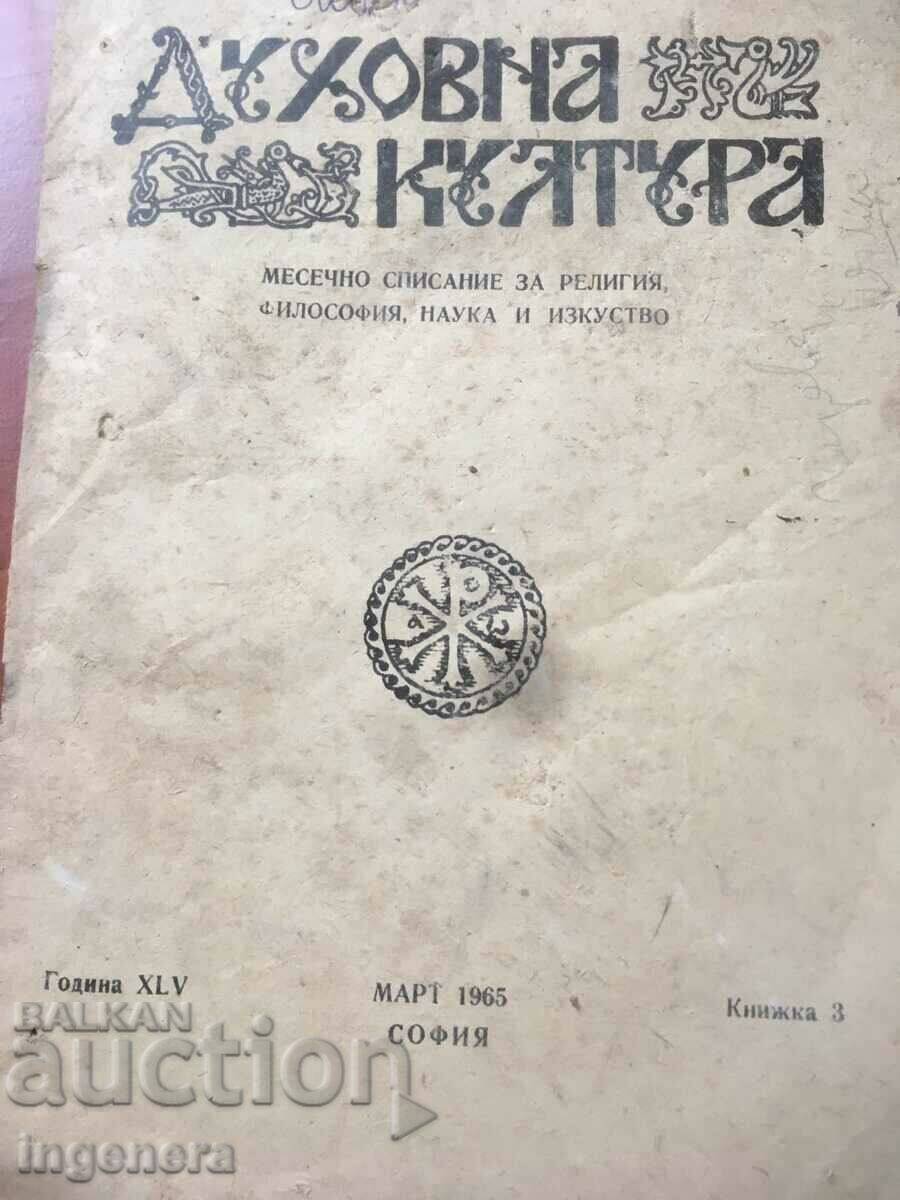 ДУХОВНА
КУЛТУРА
МЕСЕЧНО СПИСАНИЕ ЗА РЕЛИГИЯ,
ФИЛОСОФИЯ, НАУКА И ИЗКУСТВО
Година XLV
МАРТ 1965
СОФИЯ
Книжка 3
BALKAN
auction
ingenera